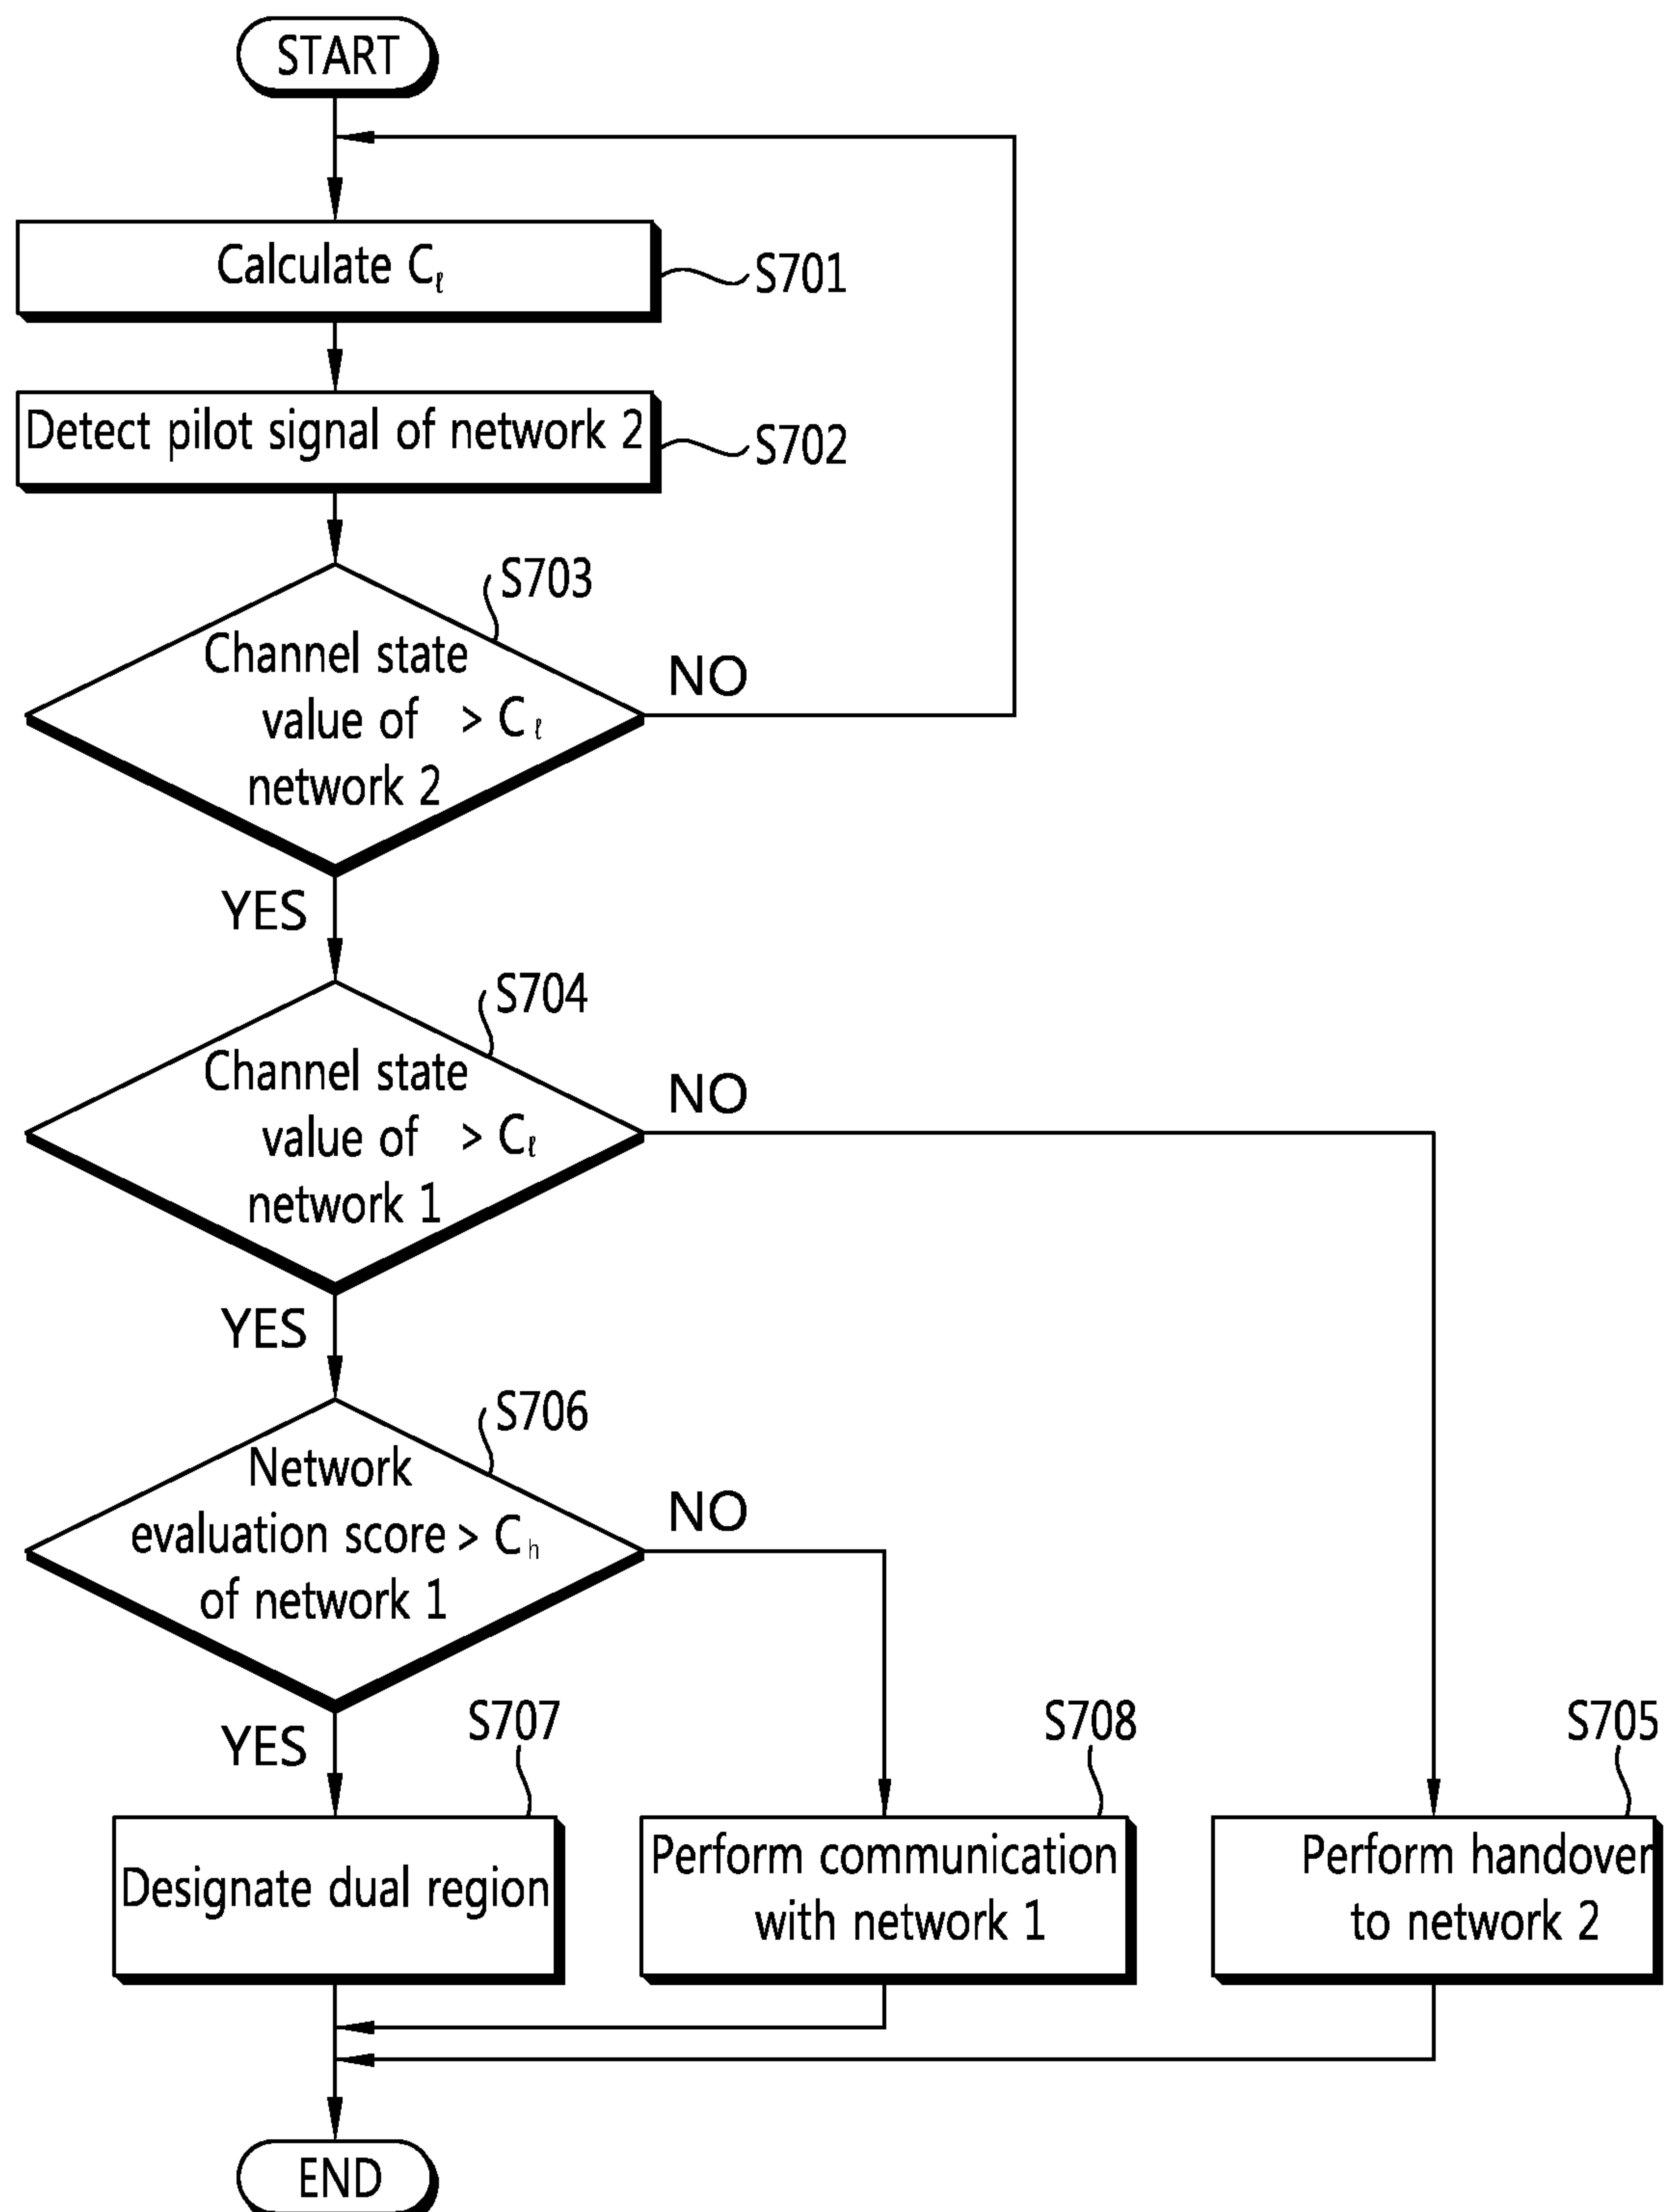 START
Calculate Cℓ
S701
Detect pilot signal of network 2
S702
S703
Channel state
value of > Cℓ
network 2
NO
YES
S704
Channel state
value of > Cℓ
network 1
NO
YES
S706
Network
evaluation score > Ch
of network 1
NO
YES
S707
Designate dual region
S708
Perform communication
with network 1
S705
Perform handover
to network 2
END